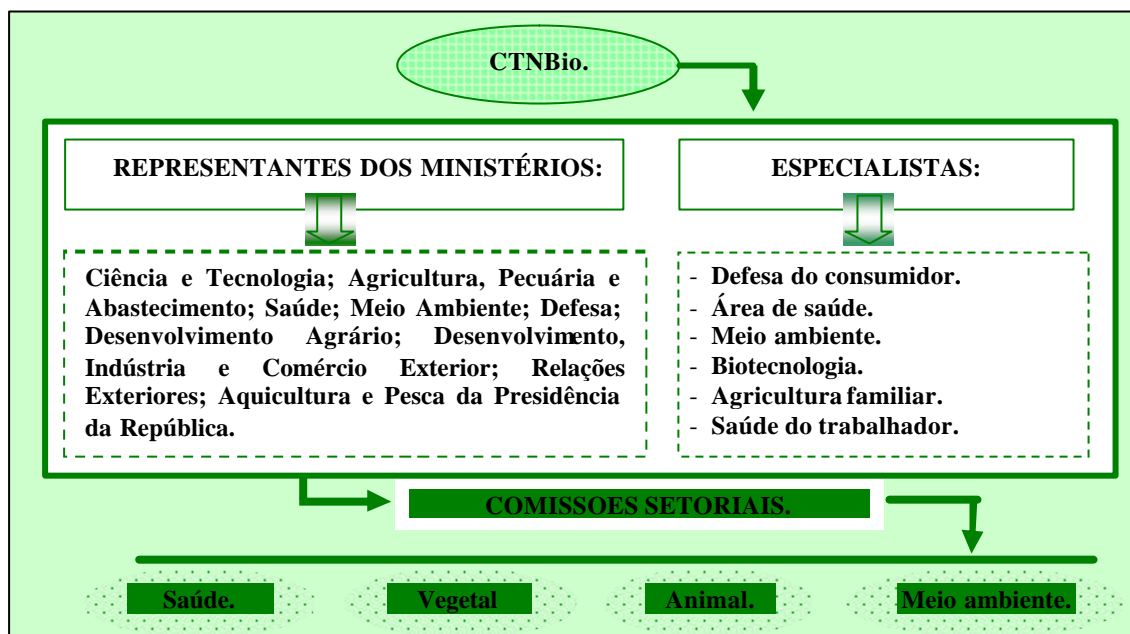 CTNBio.
REPRESENTANTES DOS MINISTÉRIOS:
Ciência e Tecnologia; Agricultura, Pecuária e
Abastecimento; Saúde; Meio Ambiente; Defesa;
Desenvolvimento Agrário; Desenvolvimento,
Indústria e Comércio Exterior; Relações
Exteriores; Aquicultura e Pesca da Presidência
da República.
ESPECIALISTAS:
- Defesa do consumidor.
- Área de saúde.
- Meio ambiente.
- Biotecnologia.
- Agricultura familiar.
- Saúde do trabalhador.
COMISSOES SETORIAIS.
Saúde.
Vegetal
Animal.
Meio ambiente.